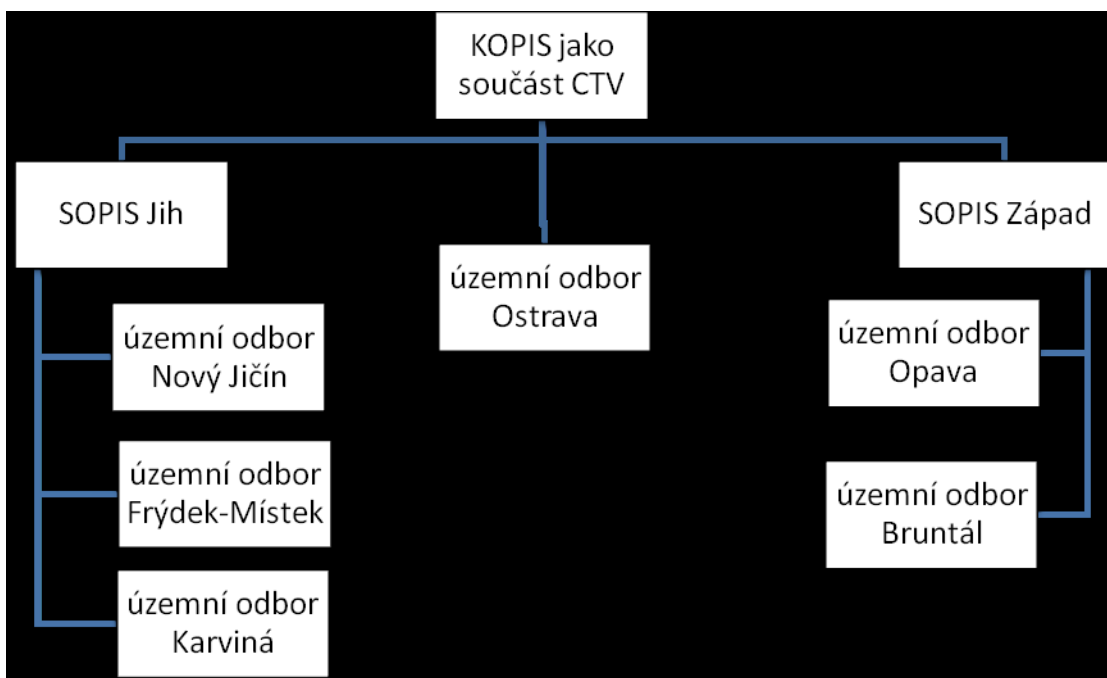 KOPIS jako
součást CTV
SOPIS Jih
SOPIS Západ
územní odbor
Ostrava
územní odbor
Nový Jičín
územní odbor
Opava
územní odbor
Frýdek-Místek
územní odbor
Bruntál
územní odbor
Karviná